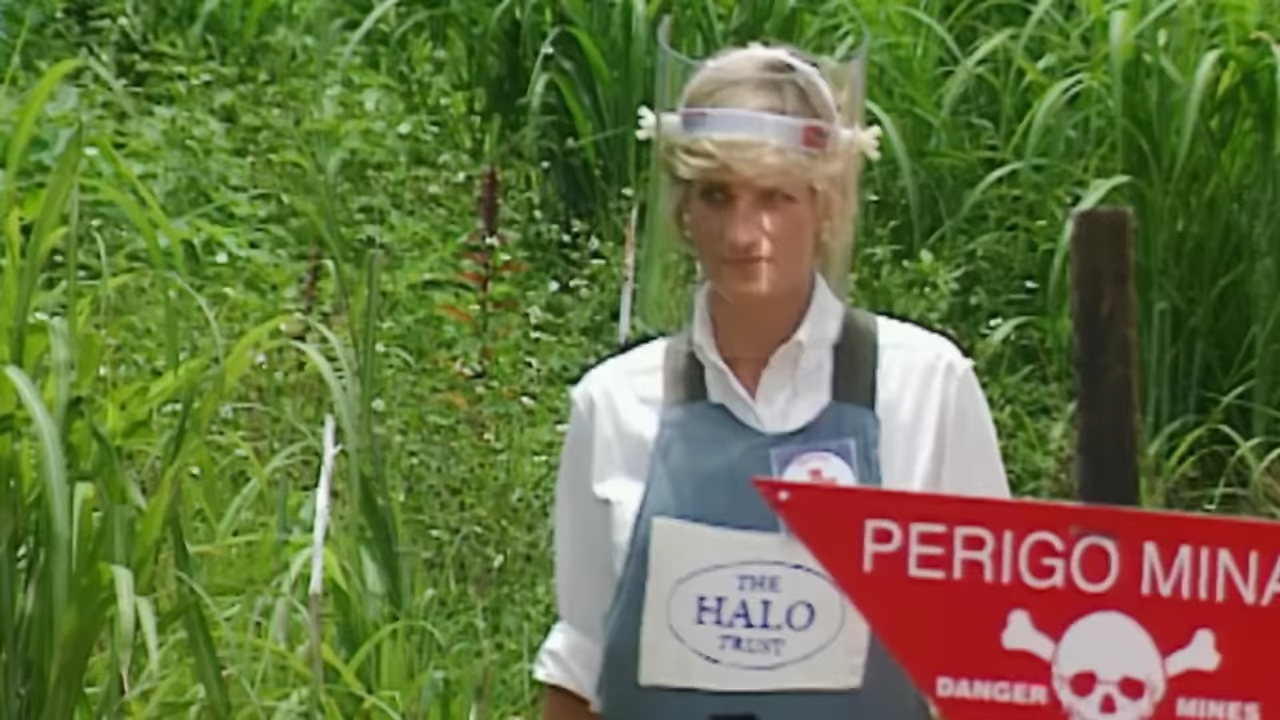 THE
HALO
TRUST
PERIGO MINA
DANGER MINES